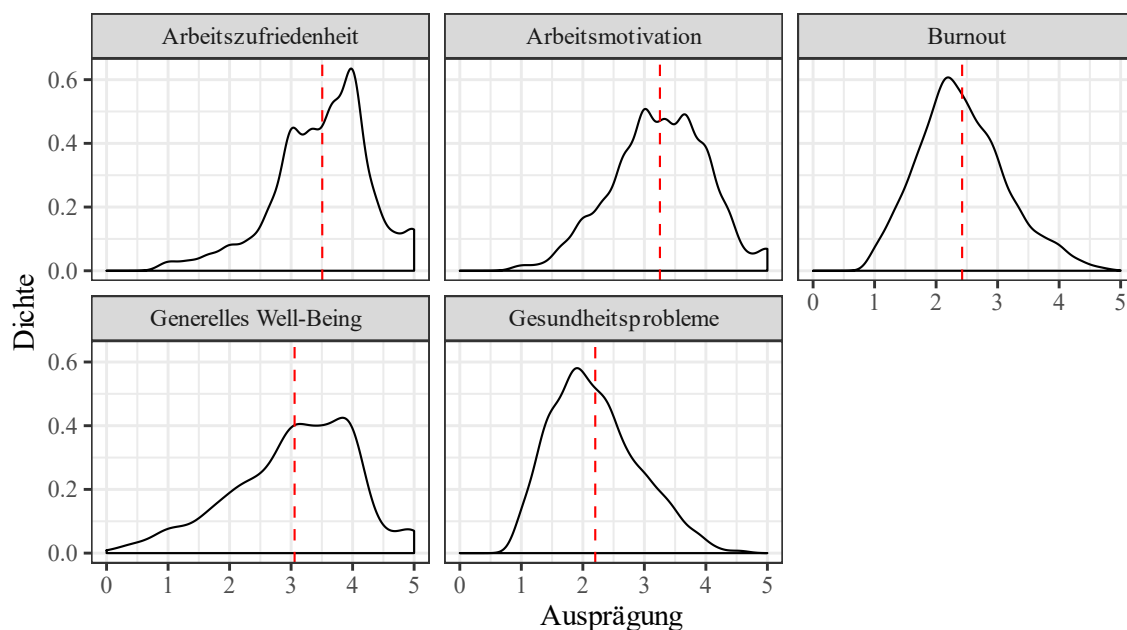 Arbeitszufriedenheit
Arbeitsmotivation
Burnout
0.6
0.4
0.2
0.0
0 1 2 3 4 5
Generelles Well-Being
Gesundheitsprobleme
0.6
0.4
0.2
0.0
0 1 2 3 4 5
0 1 2 3 4 5
Dichte
Ausprägung